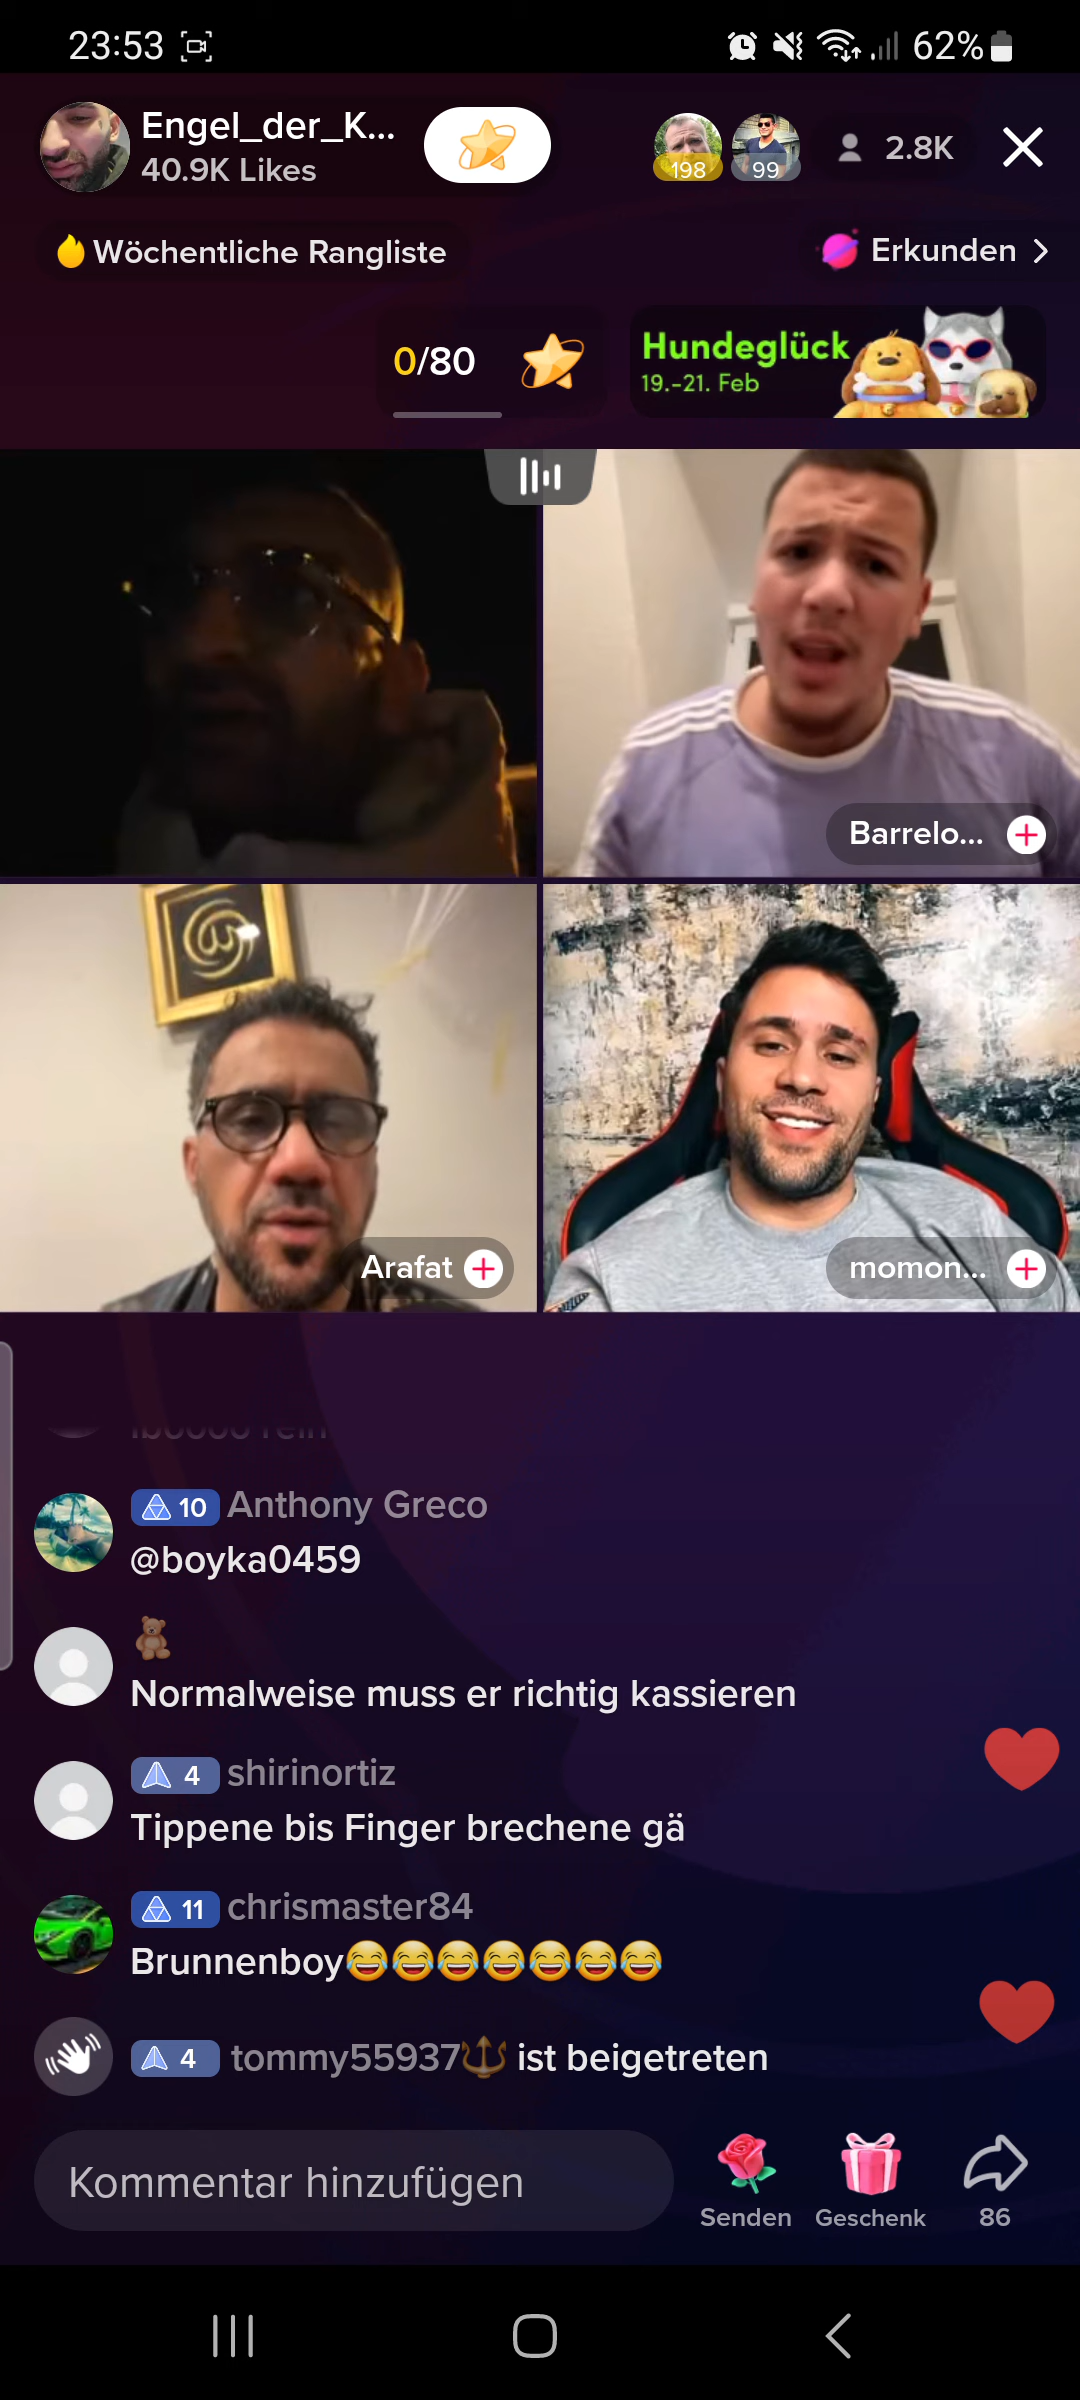 23:53
62%
Engel_der_K...
40.9K Likes
198
99
2.8K
Wöchentliche Rangliste
Erkunden
0/80
Hundeglück
19.-21. Feb
Barrelo...
Arafat
momon...
10 Anthony Greco
@boyka0459
Normalweise muss er richtig kassieren
4 shirinortiz
Tippene bis Finger brechene gä
11 chrismaster84
Brunnenboy😂😂😂😂😂😂😂
4 tommy55937🔱 ist beigetreten
Kommentar hinzufügen
Senden
Geschenk
86